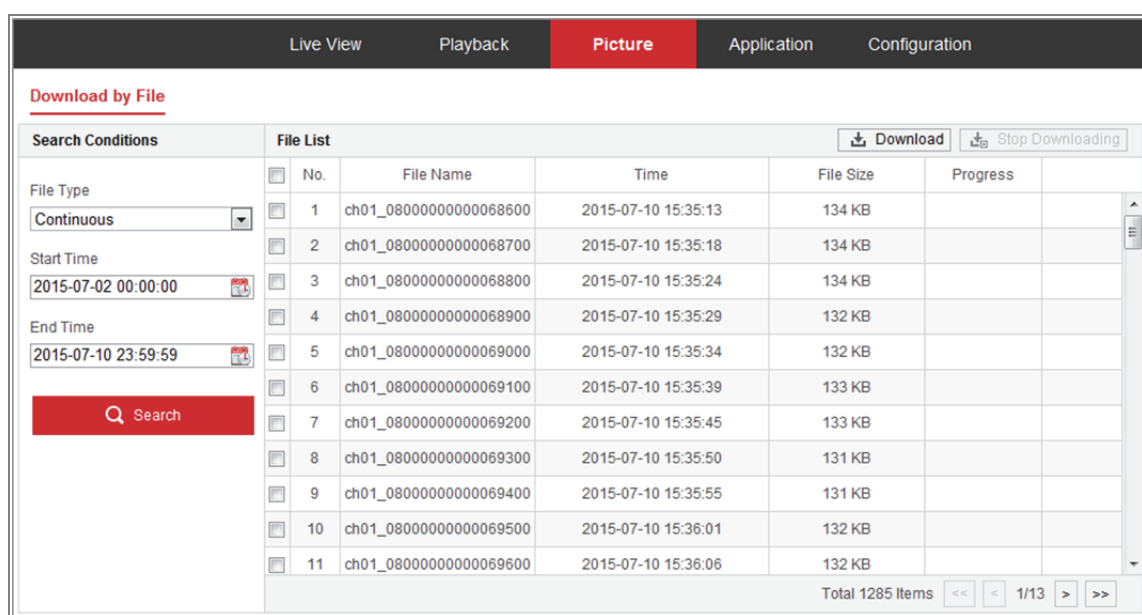 Live View Playback Picture Application Configuration
Download by File
Search Conditions
File Type
Continuous
Start Time
2015-07-02 00:00:00
End Time
2015-07-10 23:59:59
Search
File List Download Stop Downloading
No. File Name Time File Size Progress
1 ch01_08000000000068600 2015-07-10 15:35:13 134 KB
2 ch01_08000000000068700 2015-07-10 15:35:18 134 KB
3 ch01_08000000000068800 2015-07-10 15:35:24 134 KB
4 ch01_08000000000068900 2015-07-10 15:35:29 132 KB
5 ch01_08000000000069000 2015-07-10 15:35:34 132 KB
6 ch01_08000000000069100 2015-07-10 15:35:39 133 KB
7 ch01_08000000000069200 2015-07-10 15:35:45 133 KB
8 ch01_08000000000069300 2015-07-10 15:35:50 131 KB
9 ch01_08000000000069400 2015-07-10 15:35:55 131 KB
10 ch01_08000000000069500 2015-07-10 15:36:01 132 KB
11 ch01_08000000000069600 2015-07-10 15:36:06 132 KB
Total 1285 Items << < 1/13 > >>